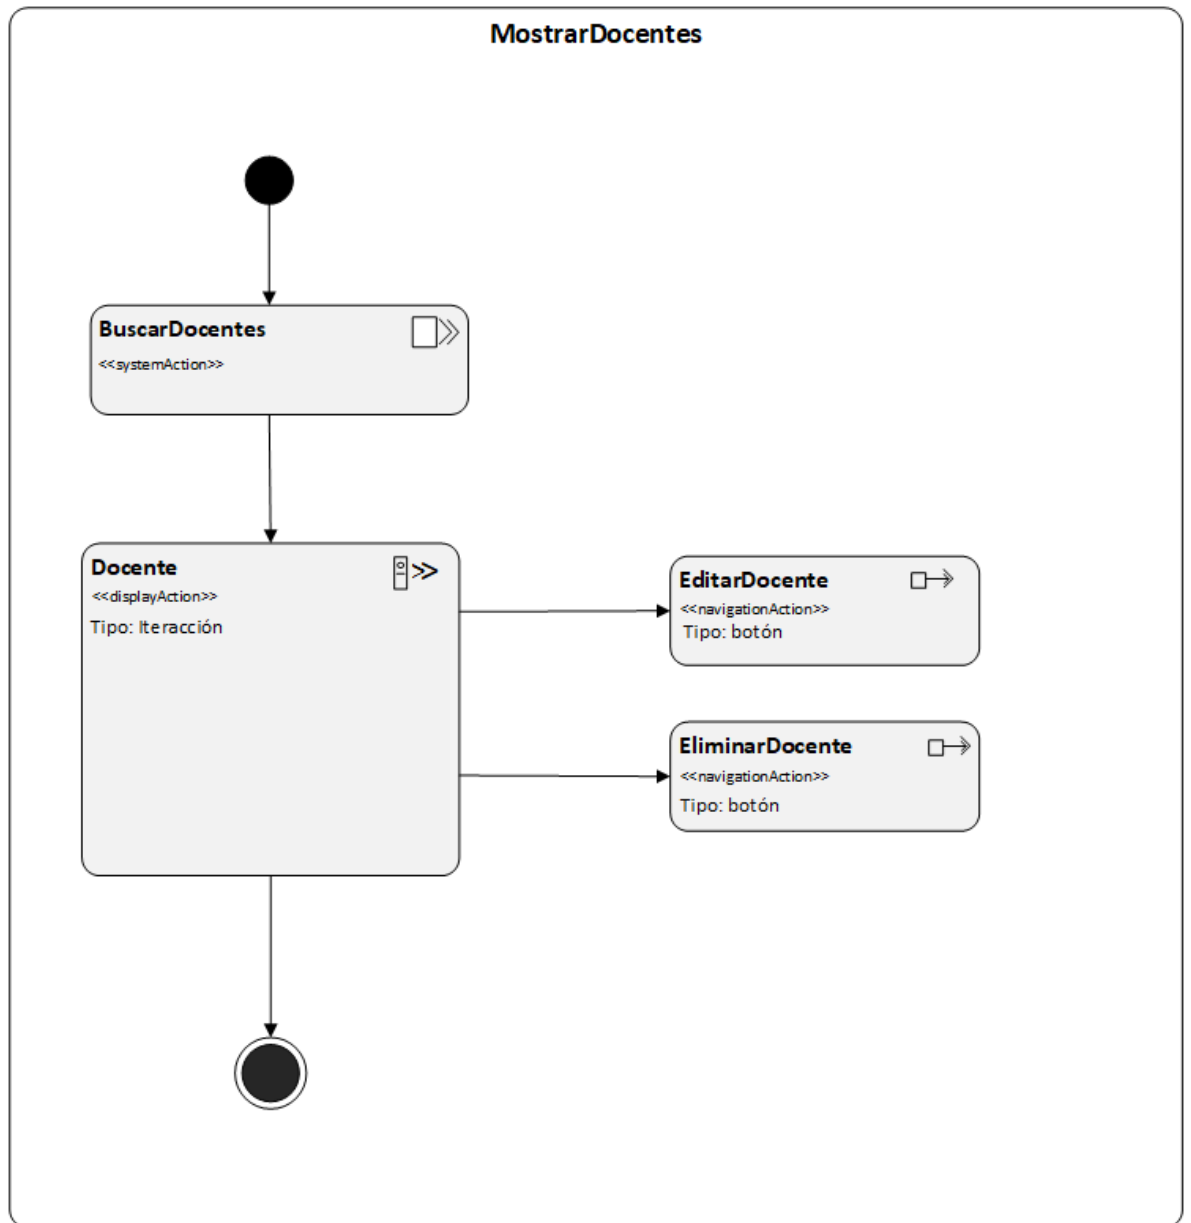 MostrarDocentes
BuscarDocentes
<<systemAction>>
Docente
<<displayAction>>
Tipo: Iteracción
EditarDocente
<<navigationAction>>
Tipo: botón
EliminarDocente
<<navigationAction>>
Tipo: botón